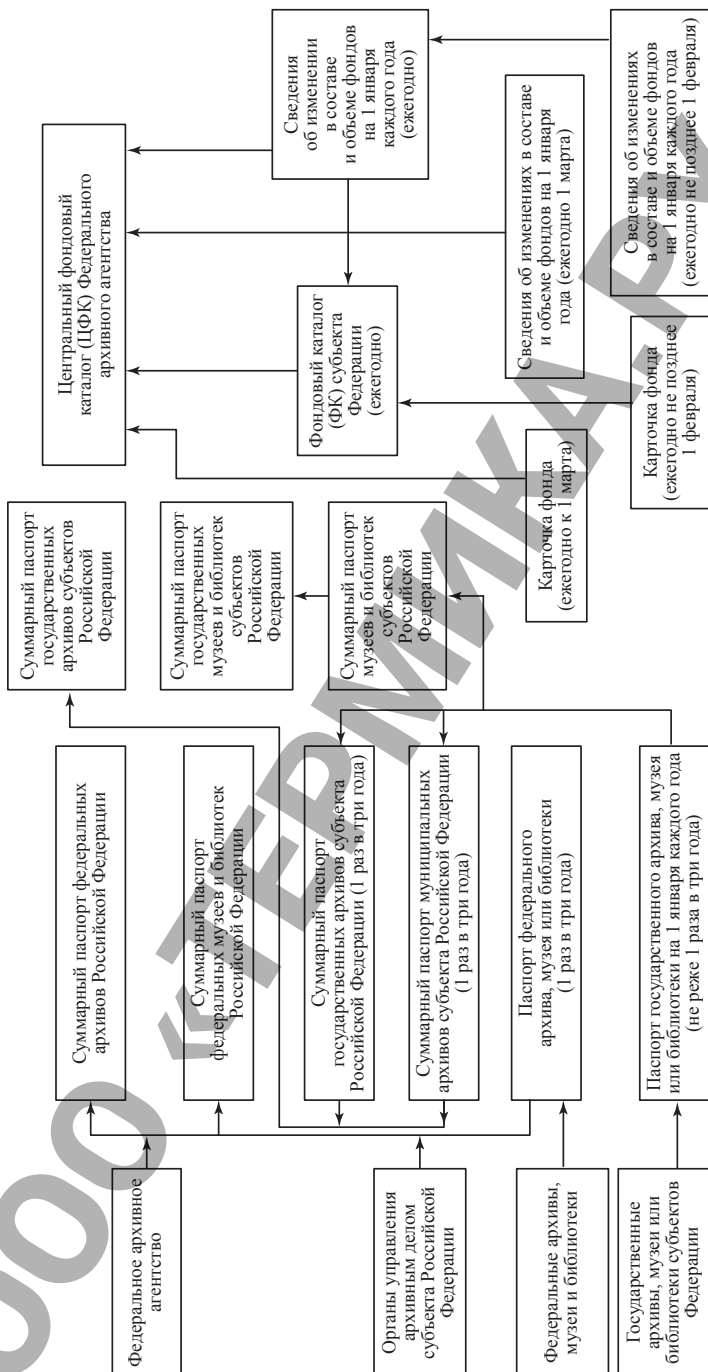 Федеральное архивное
агентство
Органы управления
архивным делом
субъекта Российской
Федерации
Федеральные архивы,
музеи и библиотеки
Государственные
архивы, музеи или
библиотеки субъектов
Федерации
Суммарный паспорт федеральных
архивов Российской Федерации
Суммарный паспорт
федеральных музеев и библиотек
Российской Федерации
Суммарный паспорт
государственных архивов субъекта
Российской Федерации (1 раз в три года)
Суммарный паспорт муниципальных
архивов субъекта Российской Федерации
(1 раз в три года)
Паспорт федерального
архива, музея или библиотеки
(1 раз в три года)
Паспорт государственного архива, музея
или библиотеки на 1 января каждого года
(не реже 1 раза в три года)
Суммарный паспорт
государственных
архивов субъектов
Российской
Федерации
Суммарный паспорт
государственных
музеев и библиотек
субъектов
Российской
Федерации
Суммарный паспорт
музеев и библиотек
субъектов
Российской
Федерации
Центральный фондовый
каталог (ЦФК) Федерального
архивного агентства
Фондовый каталог
(ФК) субъекта
Федерации
(ежегодно)
Карточка фонда
(ежегодно к 1 марта)
Карточка фонда
(ежегодно не позднее
1 февраля)
Сведения
об изменении
в составе
и объеме фондов
на 1 января
каждого года
(ежегодно)
Сведения об изменениях в составе
и объеме фондов на 1 января
года (ежегодно 1 марта)
Сведения об изменениях
в составе и объеме фондов
на 1 января каждого года
(ежегодно не позднее 1 февраля)
ООО «ТЕРМИКА.РУ